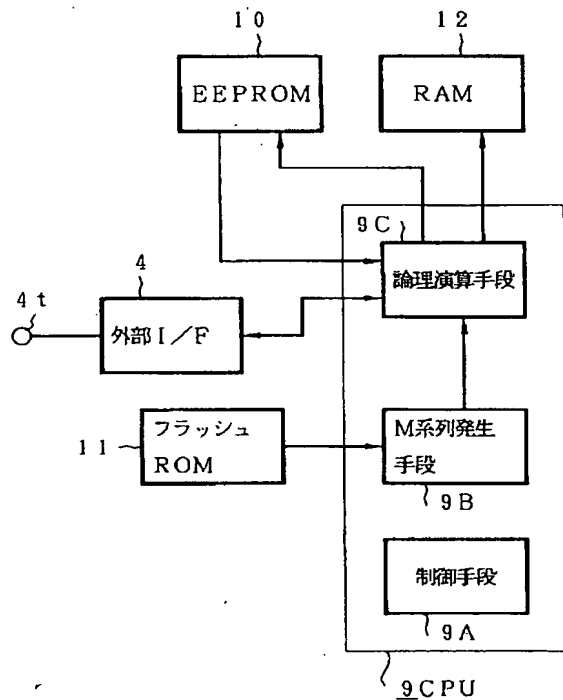 10
12
EEPROM
RAM
9C
論理演算手段
4
4t
外部I/F
フラッシュ
ROM
11
M系列発生
手段
9B
制御手段
9A
9CPU